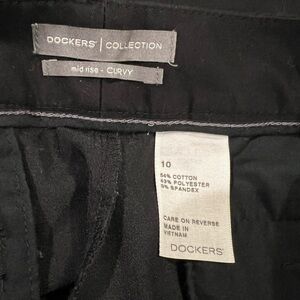 DOCKERS | COLLECTION
mid rise - CURVY
10
54% COTTON
43% POLYESTER
3% SPANDEX
CARE ON REVERSE
MADE IN
VIETNAM
DOCKERS